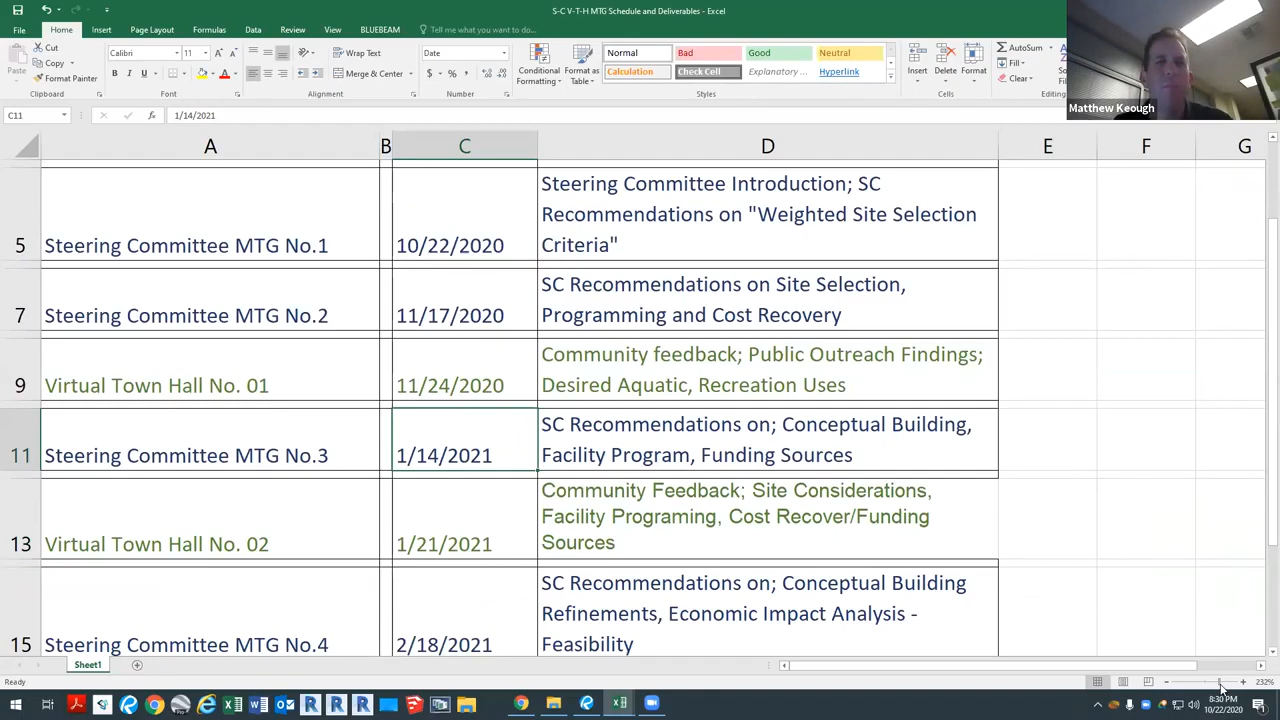 S-C V-T-H MTG Schedule and Deliverables - Excel
File Home Insert Page Layout Formulas Data Review View BLUEBEAM Tell me what you want to do...
Paste
Cut
Copy
Format Painter
Clipboard
Calibri 11
B I U
Font
Wrap Text
Merge & Center
Alignment
Date
$ % ,
Number
Conditional Formatting
Format as Table
Normal Bad Good Neutral
Calculation Check Cell Explanatory ... Hyperlink
Styles
Insert Delete Format
Cells
AutoSum
Fill
Clear
Editing
Matthew Keough
C11 fx 1/14/2021
A B C D E F G
5 Steering Committee MTG No.1 10/22/2020 Steering Committee Introduction; SC
Recommendations on "Weighted Site Selection
Criteria"
7 Steering Committee MTG No.2 11/17/2020 SC Recommendations on Site Selection,
Programming and Cost Recovery
9 Virtual Town Hall No. 01 11/24/2020 Community feedback; Public Outreach Findings;
Desired Aquatic, Recreation Uses
11 Steering Committee MTG No.3 1/14/2021 SC Recommendations on; Conceptual Building,
Facility Program, Funding Sources
13 Virtual Town Hall No. 02 1/21/2021 Community Feedback; Site Considerations,
Facility Programing, Cost Recover/Funding
Sources
15 Steering Committee MTG No.4 2/18/2021 SC Recommendations on; Conceptual Building
Refinements, Economic Impact Analysis -
Feasibility
Sheet1
Ready 232%
8:30 PM
10/22/2020